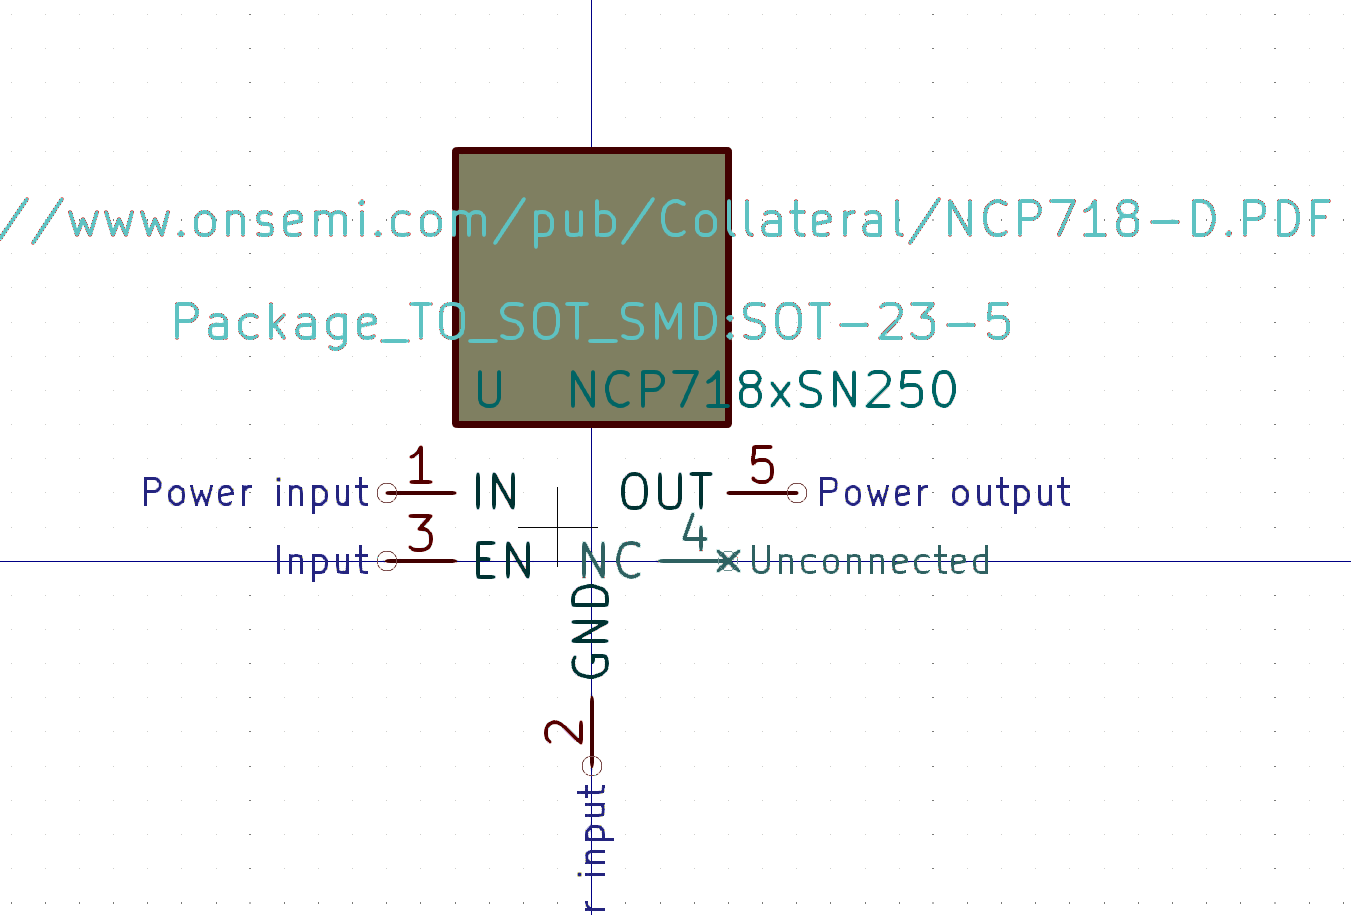 //www.onsemi.com/pub/Collateral/NCP718-D.PDF
Package_TO_SOT_SMD:SOT-23-5
U NCP718xSN250
Power input 1 IN OUT 5 Power output
Input 3 EN NC 4 Unconnected
GND
2
r input